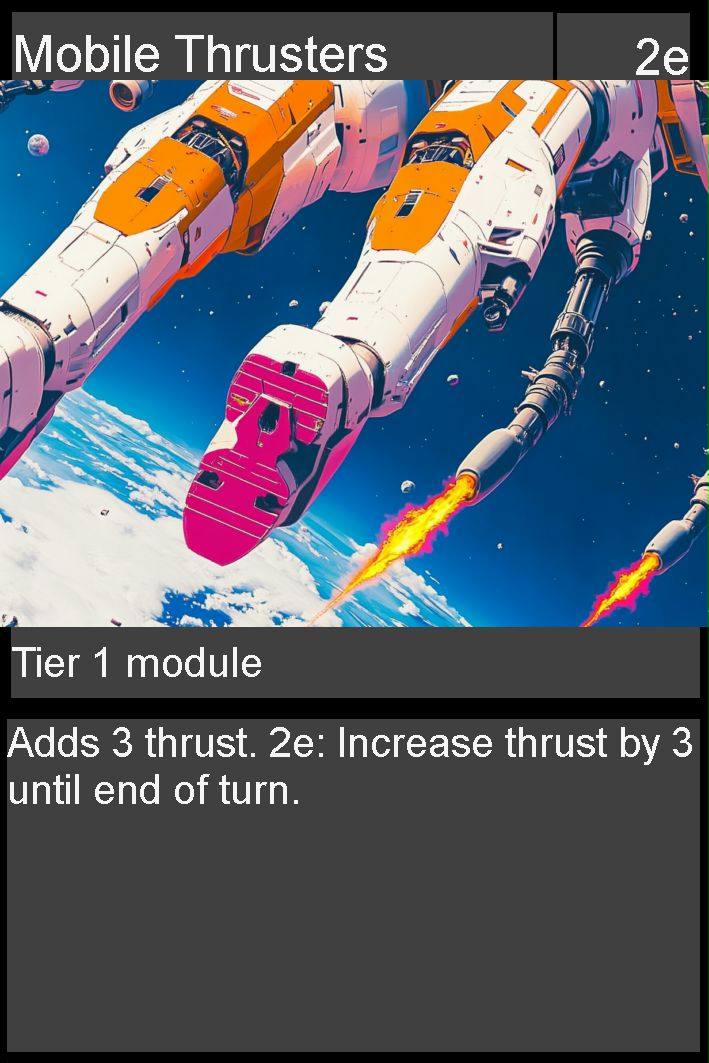 Mobile Thrusters
2e
Tier 1 module
Adds 3 thrust. 2e: Increase thrust by 3
until end of turn.